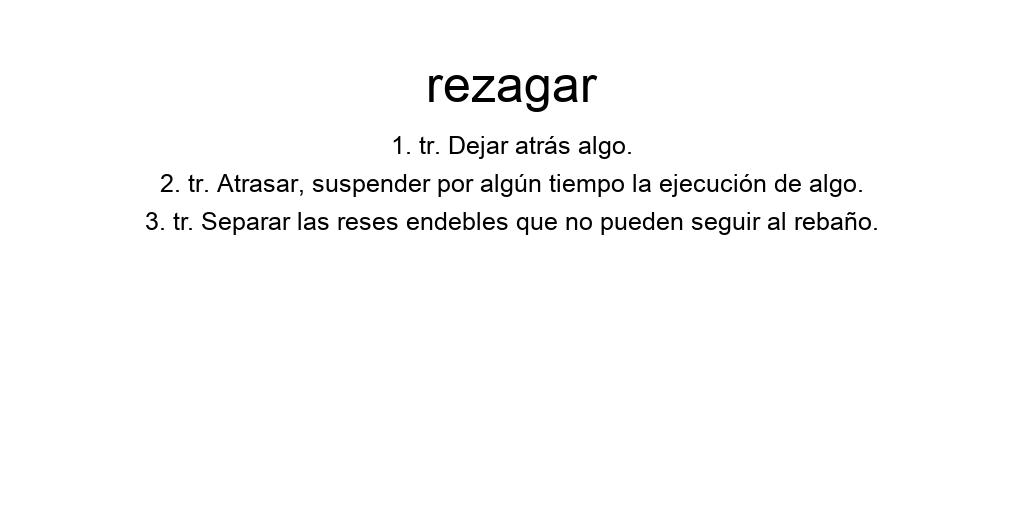 rezagar
1. tr. Dejar atrás algo.
2. tr. Atrasar, suspender por algún tiempo la ejecución de algo.
3. tr. Separar las reses endebles que no pueden seguir al rebaño.